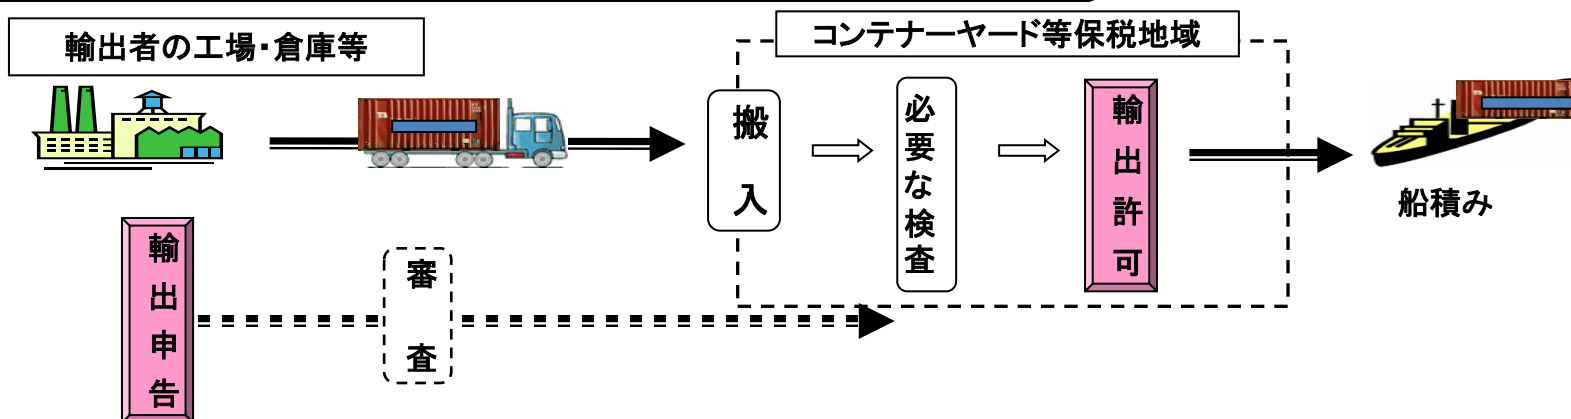 輸出者の工場・倉庫等
コンテナーヤード等保税地域
搬入
必要な検査
輸出許可
船積み
輸出申告
審査